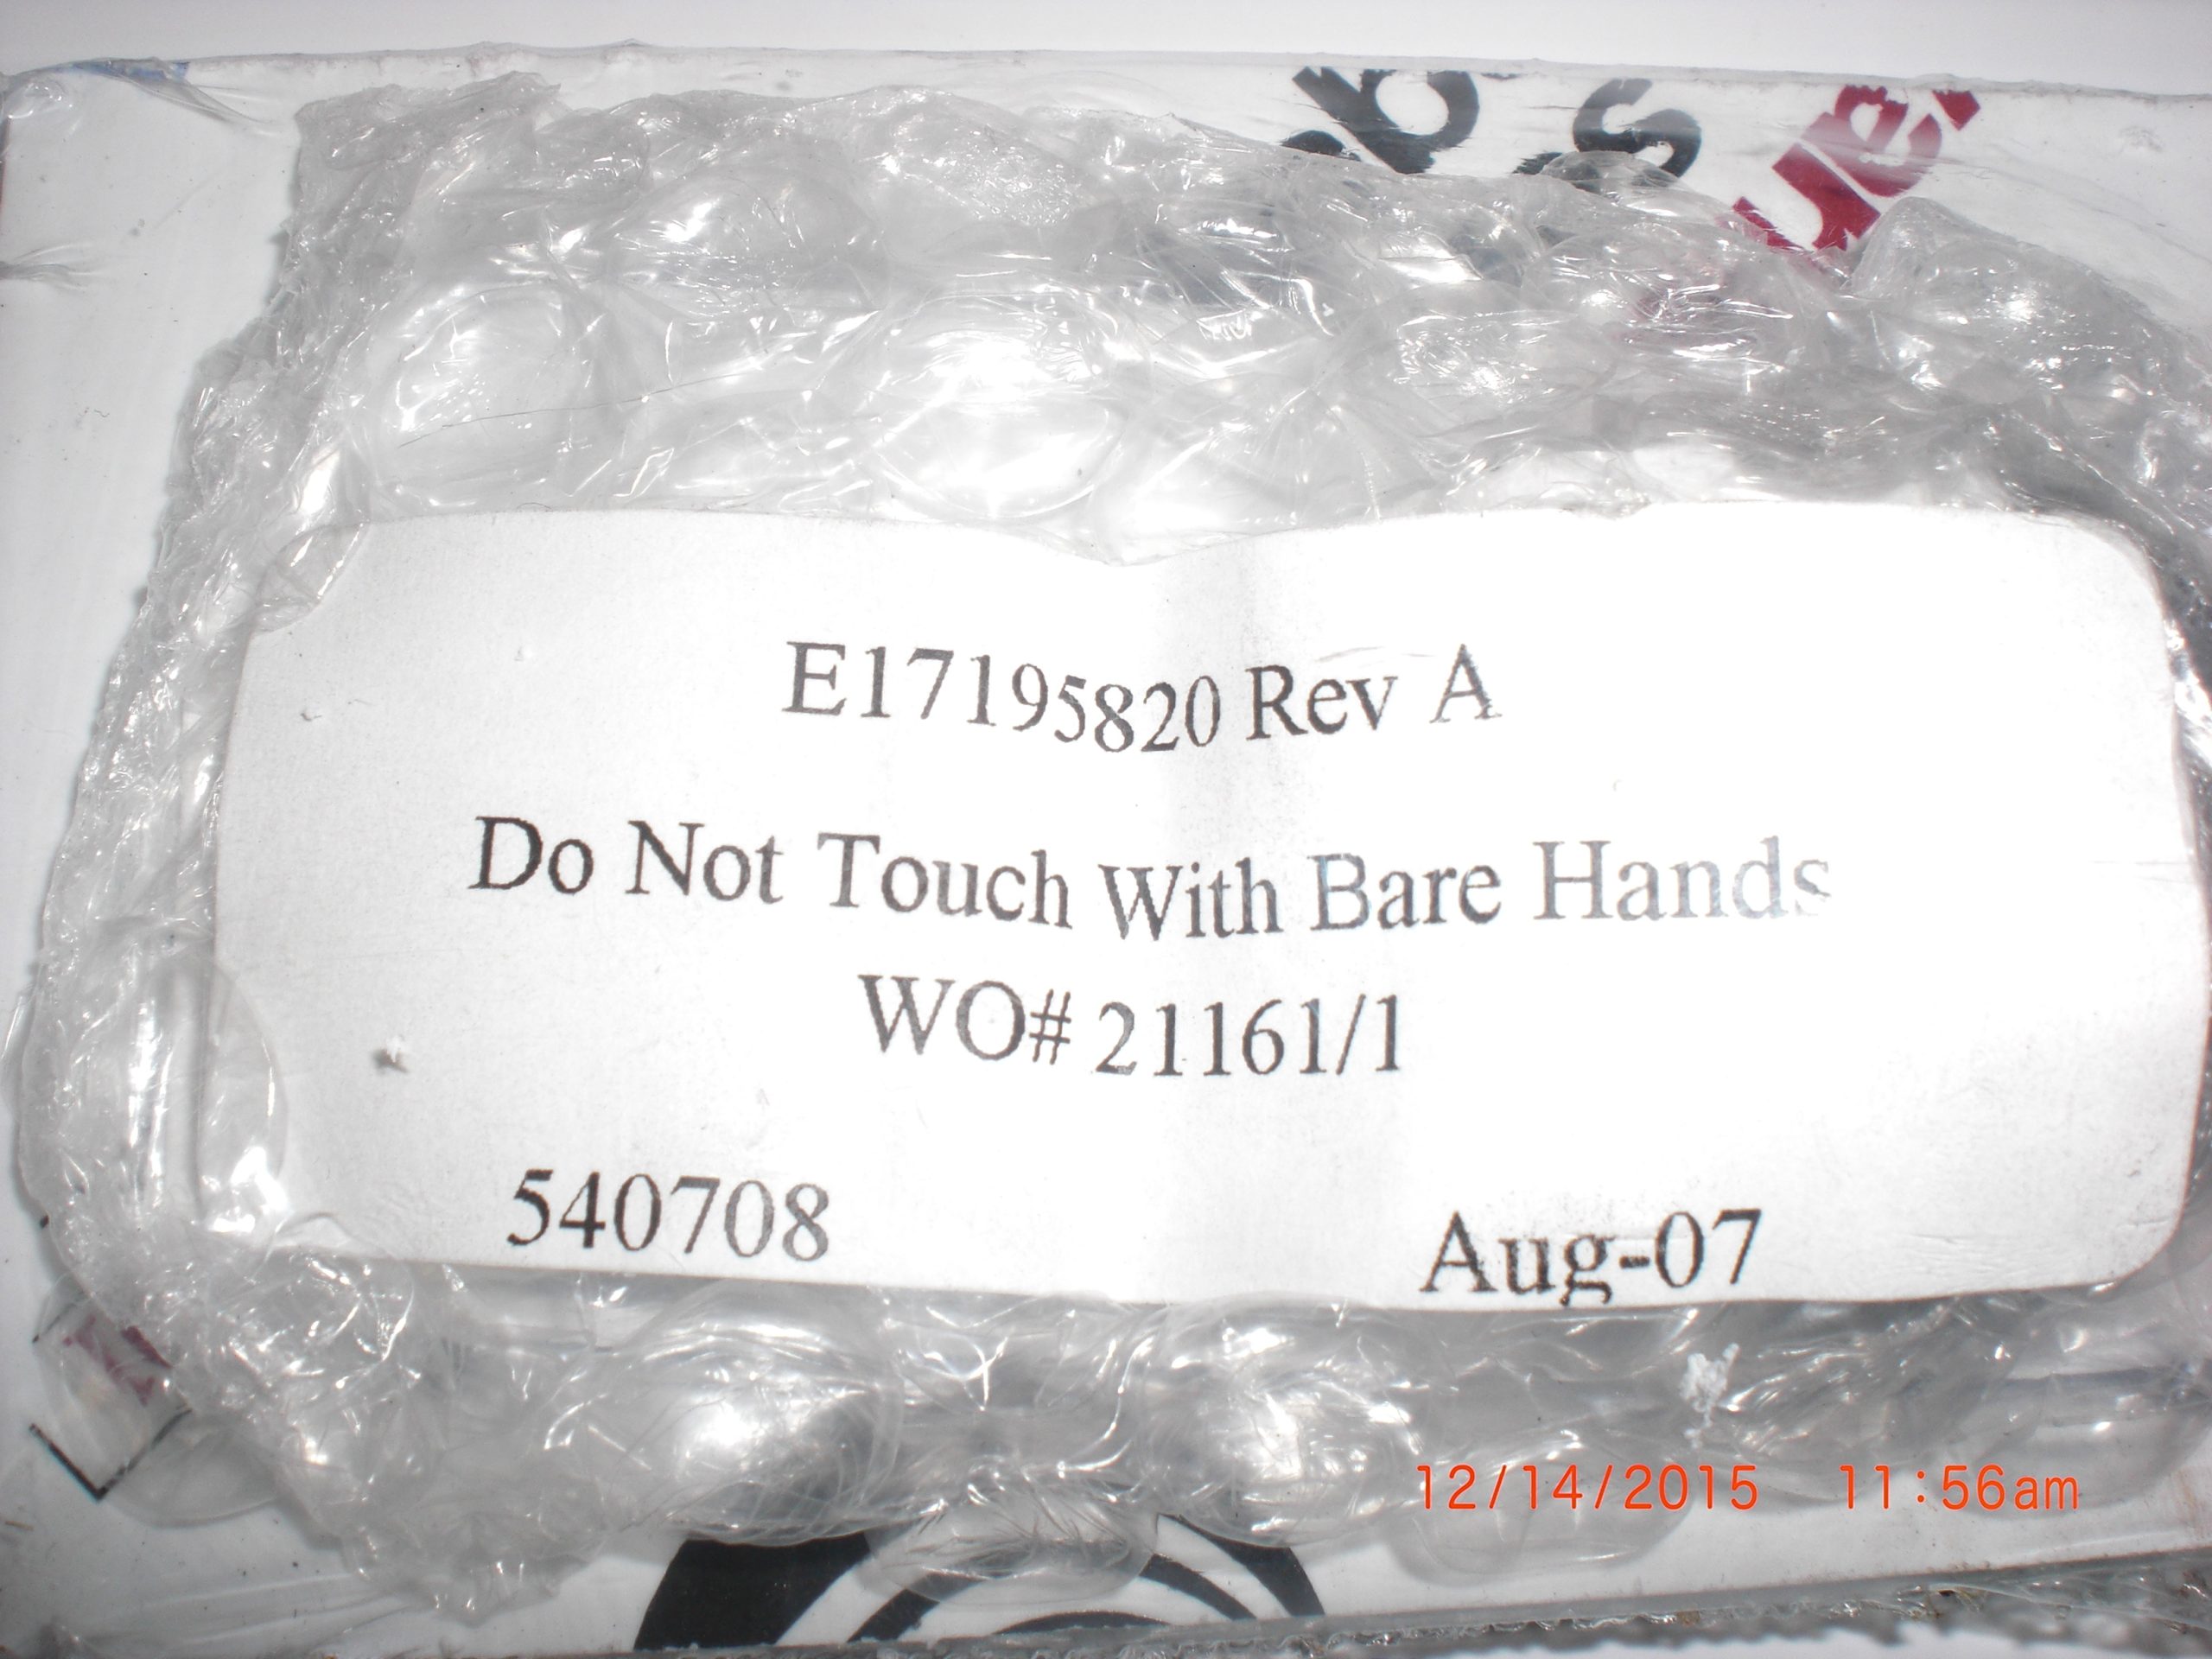 E17195820 Rev A
Do Not Touch With Bare Hands
WO# 21161/1
540708 Aug-07
12/14/2015 11:56am